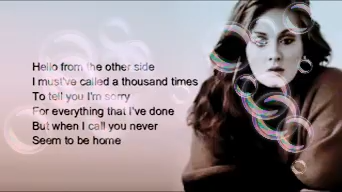 Hello from the other side
I must've called a thousand times
To tell you I'm sorry
For everything that I've done
But when I call you never
Seem to be home